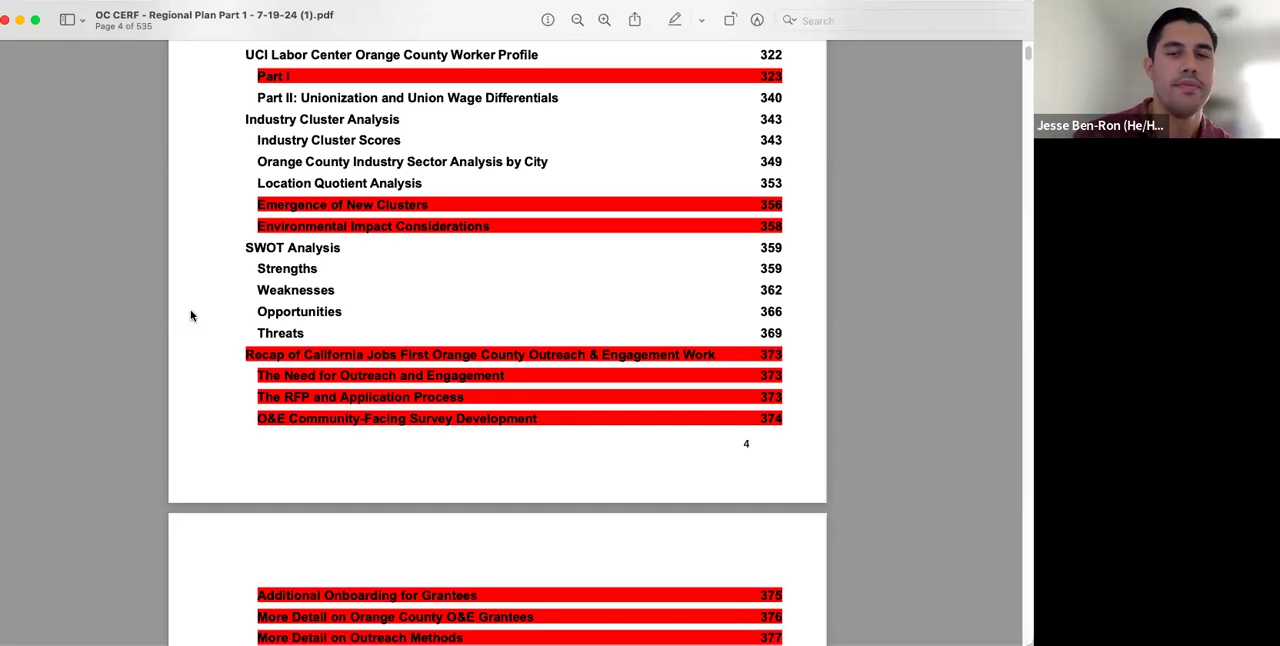 OC CERF - Regional Plan Part 1 - 7-19-24 (1).pdf
Page 4 of 535
Search
UCI Labor Center Orange County Worker Profile 322
Part I 323
Part II: Unionization and Union Wage Differentials 340
Industry Cluster Analysis 343
Industry Cluster Scores 343
Orange County Industry Sector Analysis by City 349
Location Quotient Analysis 353
Emergence of New Clusters 356
Environmental Impact Considerations 358
SWOT Analysis 359
Strengths 359
Weaknesses 362
Opportunities 366
Threats 369
Recap of California Jobs First Orange County Outreach & Engagement Work 373
The Need for Outreach and Engagement 373
The RFP and Application Process 373
O&E Community-Facing Survey Development 374
4
Additional Onboarding for Grantees 375
More Detail on Orange County O&E Grantees 376
More Detail on Outreach Methods 377
Jesse Ben-Ron (He/H...